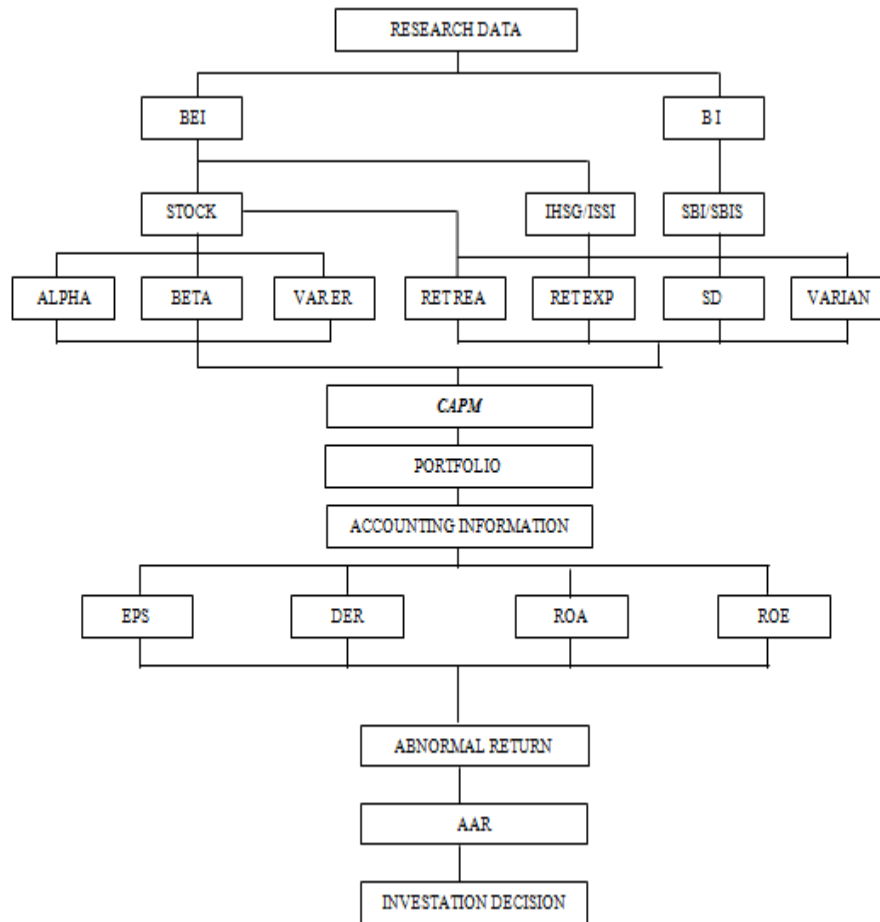 RESEARCH DATA
BEI
B I
STOCK
IHSG/ISSI
SBI/SBIS
ALPHA
BETA
VAR ER
RET REA
RET EXP
SD
VARIAN
CAPM
PORTFOLIO
ACCOUNTING INFORMATION
EPS
DER
ROA
ROE
ABNORMAL RETURN
AAR
INVESTATION DECISION